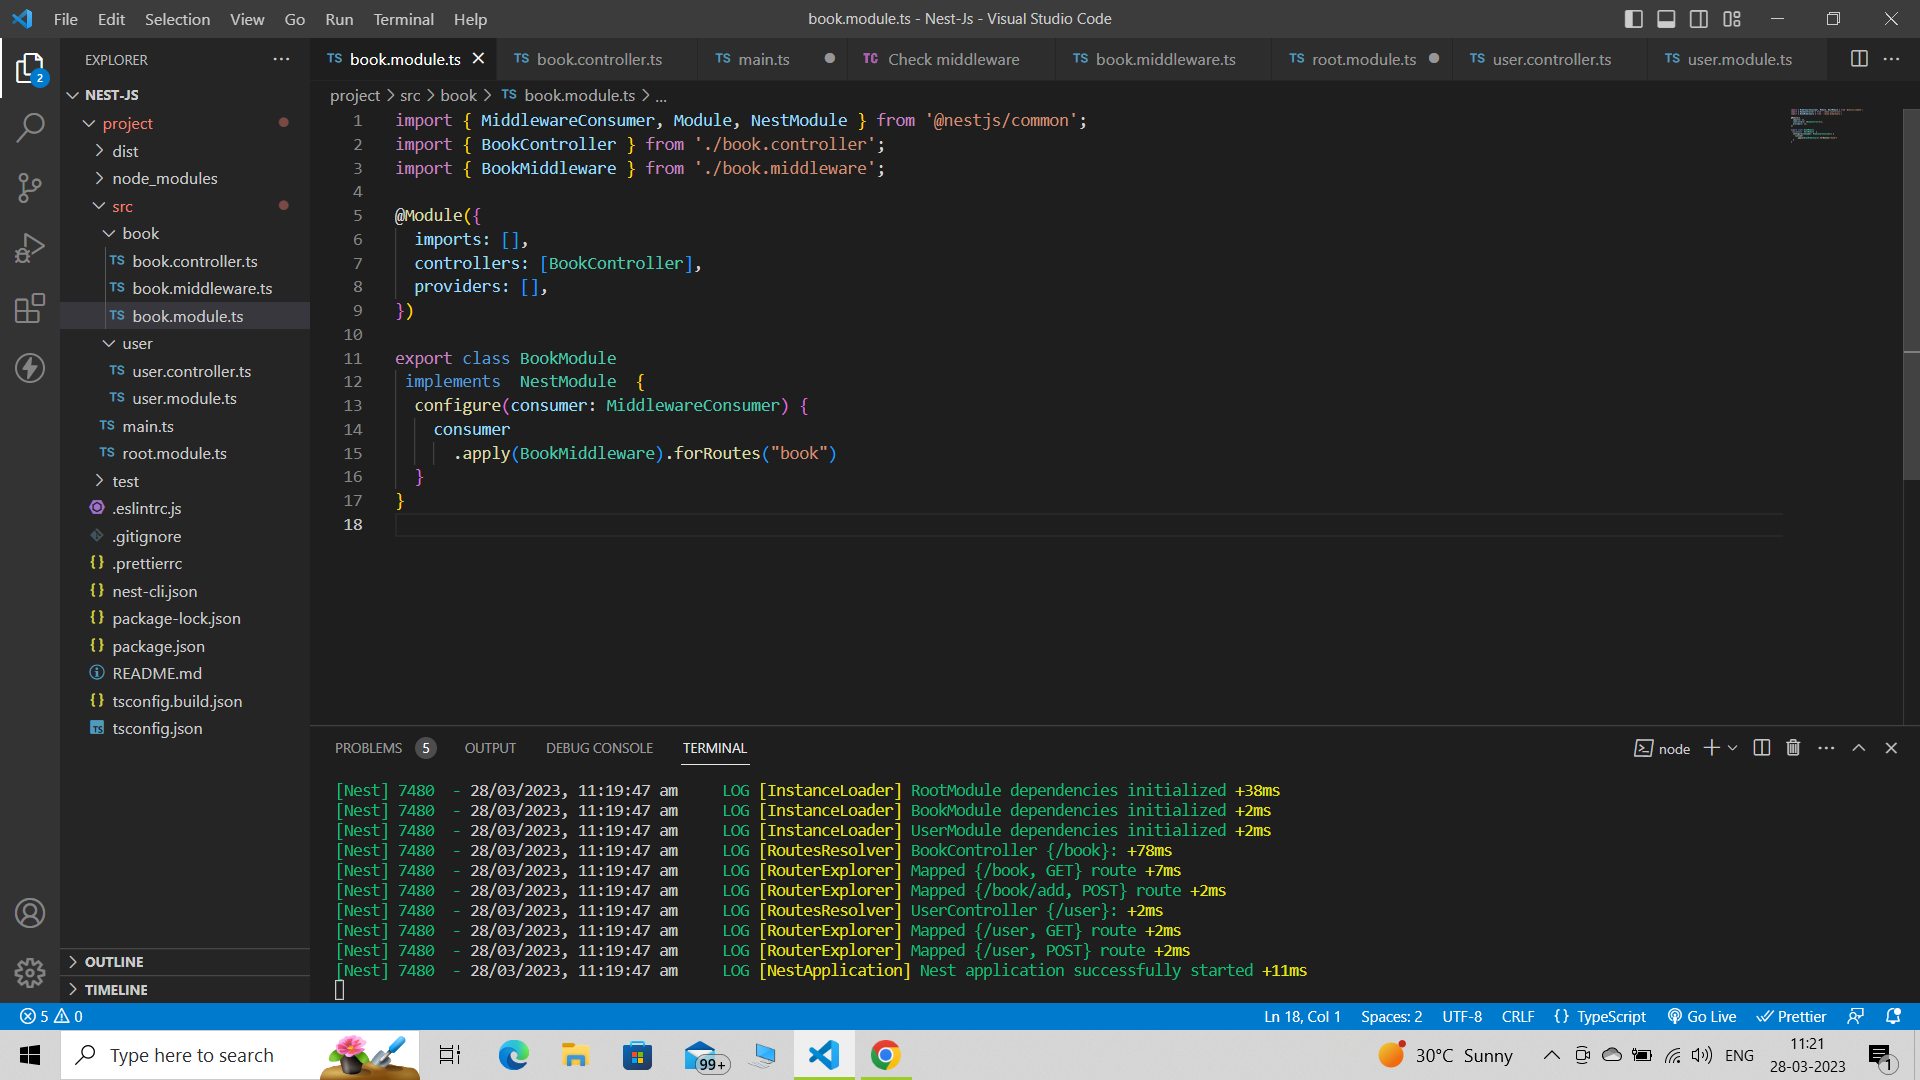 File Edit Selection View Go Run Terminal Help
book.module.ts - Nest-Js - Visual Studio Code
EXPLORER
NEST-JS
project
dist
node_modules
src
book
TS book.controller.ts
TS book.middleware.ts
TS book.module.ts
user
TS user.controller.ts
TS user.module.ts
TS main.ts
TS root.module.ts
test
.eslintrc.js
.gitignore
.prettierrc
{} nest-cli.json
{} package-lock.json
{} package.json
README.md
{} tsconfig.build.json
TS tsconfig.json
OUTLINE
TIMELINE
2
TS book.module.ts TS book.controller.ts TS main.ts TC Check middleware TS book.middleware.ts TS root.module.ts TS user.controller.ts TS user.module.ts
project > src > book > TS book.module.ts > ...
1 import { MiddlewareConsumer, Module, NestModule } from '@nestjs/common';
2 import { BookController } from './book.controller';
3 import { BookMiddleware } from './book.middleware';
4
5 @Module({
6 imports: [],
7 controllers: [BookController],
8 providers: [],
9 })
10
11 export class BookModule
12 implements NestModule {
13 configure(consumer: MiddlewareConsumer) {
14 consumer
15 .apply(BookMiddleware).forRoutes("book")
16 }
17 }
18
PROBLEMS 5 OUTPUT DEBUG CONSOLE TERMINAL
node
[Nest] 7480 - 28/03/2023, 11:19:47 am LOG [InstanceLoader] RootModule dependencies initialized +38ms
[Nest] 7480 - 28/03/2023, 11:19:47 am LOG [InstanceLoader] BookModule dependencies initialized +2ms
[Nest] 7480 - 28/03/2023, 11:19:47 am LOG [InstanceLoader] UserModule dependencies initialized +2ms
[Nest] 7480 - 28/03/2023, 11:19:47 am LOG [RoutesResolver] BookController {/book}: +78ms
[Nest] 7480 - 28/03/2023, 11:19:47 am LOG [RouterExplorer] Mapped {/book, GET} route +7ms
[Nest] 7480 - 28/03/2023, 11:19:47 am LOG [RouterExplorer] Mapped {/book/add, POST} route +2ms
[Nest] 7480 - 28/03/2023, 11:19:47 am LOG [RoutesResolver] UserController {/user}: +2ms
[Nest] 7480 - 28/03/2023, 11:19:47 am LOG [RouterExplorer] Mapped {/user, GET} route +2ms
[Nest] 7480 - 28/03/2023, 11:19:47 am LOG [RouterExplorer] Mapped {/user, POST} route +2ms
[Nest] 7480 - 28/03/2023, 11:19:47 am LOG [NestApplication] Nest application successfully started +11ms
5 0
Ln 18, Col 1 Spaces: 2 UTF-8 CRLF {} TypeScript Go Live Prettier
Type here to search
99+
30°C Sunny
ENG
11:21
28-03-2023
1